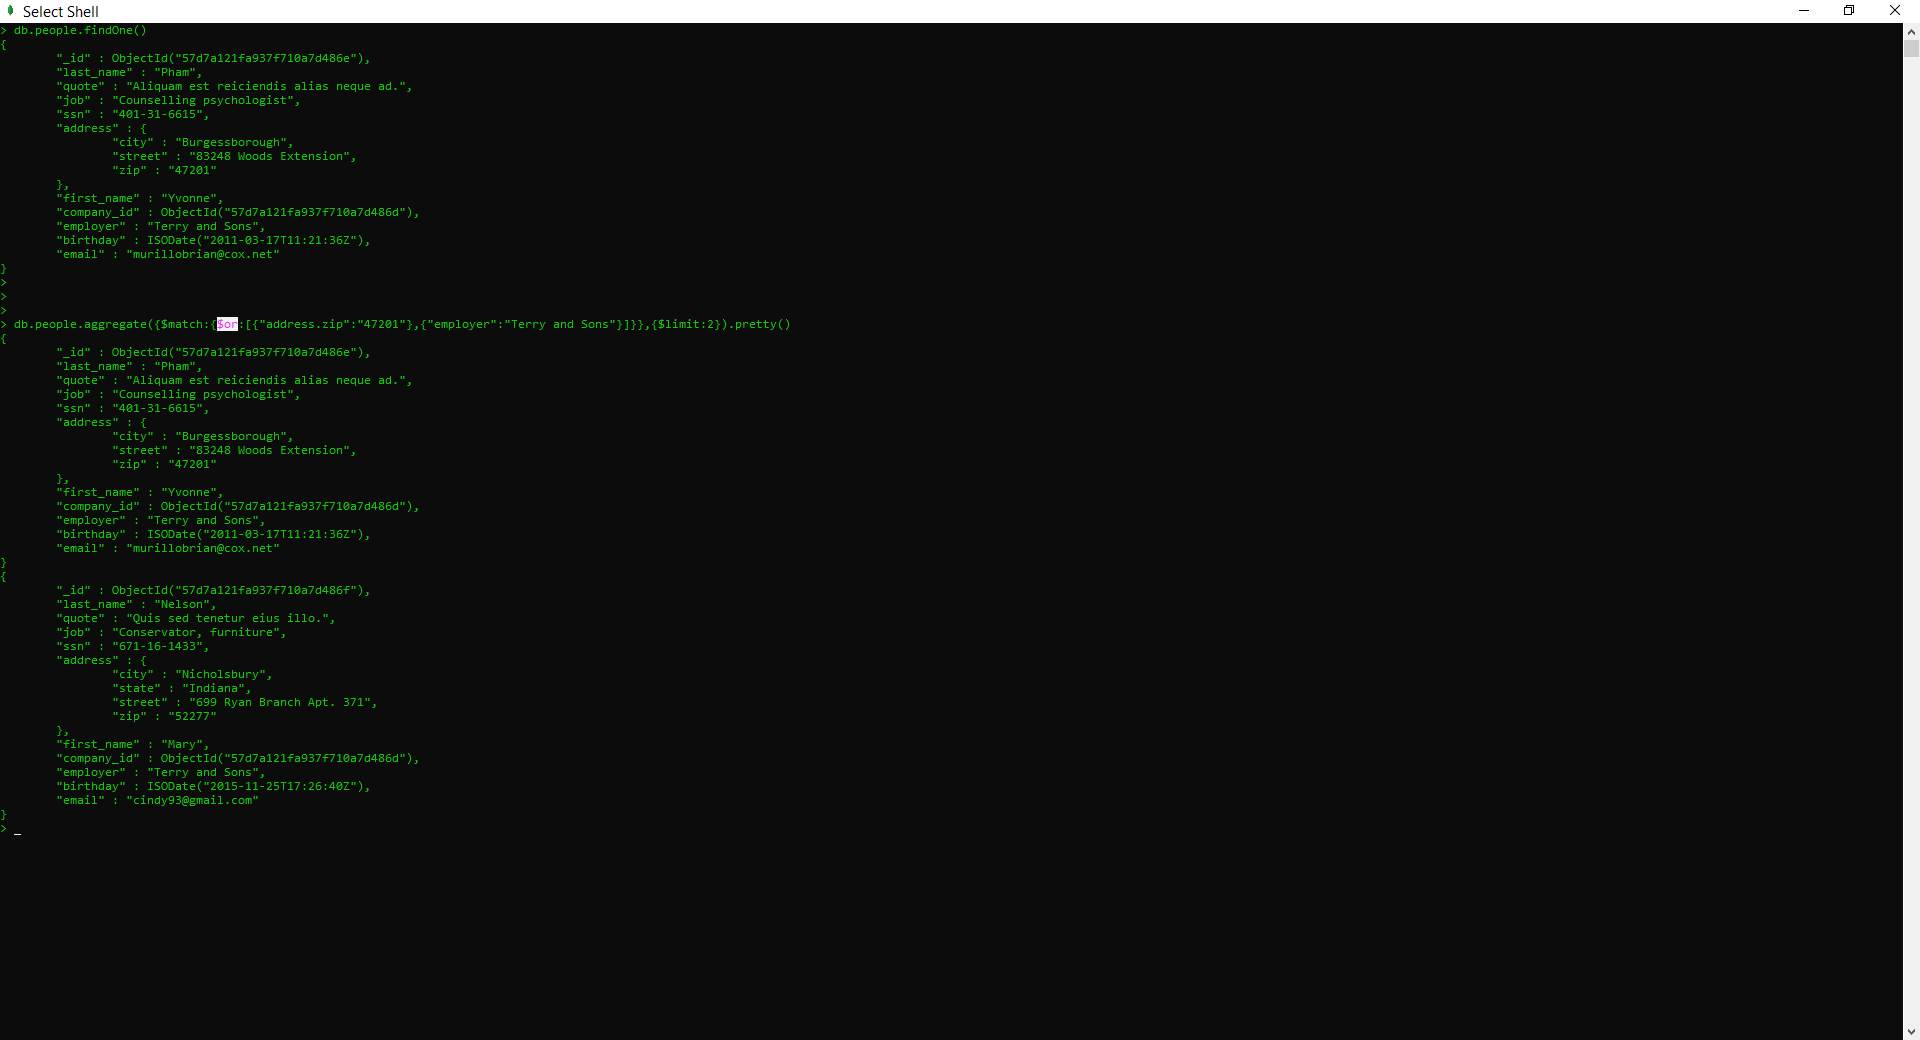 Select Shell
> db.people.findOne()
{
        "_id" : ObjectId("57d7a121fa937f710a7d486e"),
        "last_name" : "Pham",
        "quote" : "Aliquam est reiciendis alias neque ad.",
        "job" : "Counselling psychologist",
        "ssn" : "401-31-6615",
        "address" : {
                "city" : "Burgessborough",
                "street" : "83248 Woods Extension",
                "zip" : "47201"
        },
        "first_name" : "Yvonne",
        "company_id" : ObjectId("57d7a121fa937f710a7d486d"),
        "employer" : "Terry and Sons",
        "birthday" : ISODate("2011-03-17T11:21:36Z"),
        "email" : "murillobrian@cox.net"
}
>
>
>
> db.people.aggregate({$match:{$or:[{"address.zip":"47201"},{"employer":"Terry and Sons"}]}},{$limit:2}).pretty()
{
        "_id" : ObjectId("57d7a121fa937f710a7d486e"),
        "last_name" : "Pham",
        "quote" : "Aliquam est reiciendis alias neque ad.",
        "job" : "Counselling psychologist",
        "ssn" : "401-31-6615",
        "address" : {
                "city" : "Burgessborough",
                "street" : "83248 Woods Extension",
                "zip" : "47201"
        },
        "first_name" : "Yvonne",
        "company_id" : ObjectId("57d7a121fa937f710a7d486d"),
        "employer" : "Terry and Sons",
        "birthday" : ISODate("2011-03-17T11:21:36Z"),
        "email" : "murillobrian@cox.net"
}
{
        "_id" : ObjectId("57d7a121fa937f710a7d486f"),
        "last_name" : "Nelson",
        "quote" : "Quis sed tenetur eius illo.",
        "job" : "Conservator, furniture",
        "ssn" : "671-16-1433",
        "address" : {
                "city" : "Nicholsbury",
                "state" : "Indiana",
                "street" : "699 Ryan Branch Apt. 371",
                "zip" : "52277"
        },
        "first_name" : "Mary",
        "company_id" : ObjectId("57d7a121fa937f710a7d486d"),
        "employer" : "Terry and Sons",
        "birthday" : ISODate("2015-11-25T17:26:40Z"),
        "email" : "cindy93@gmail.com"
}
> _